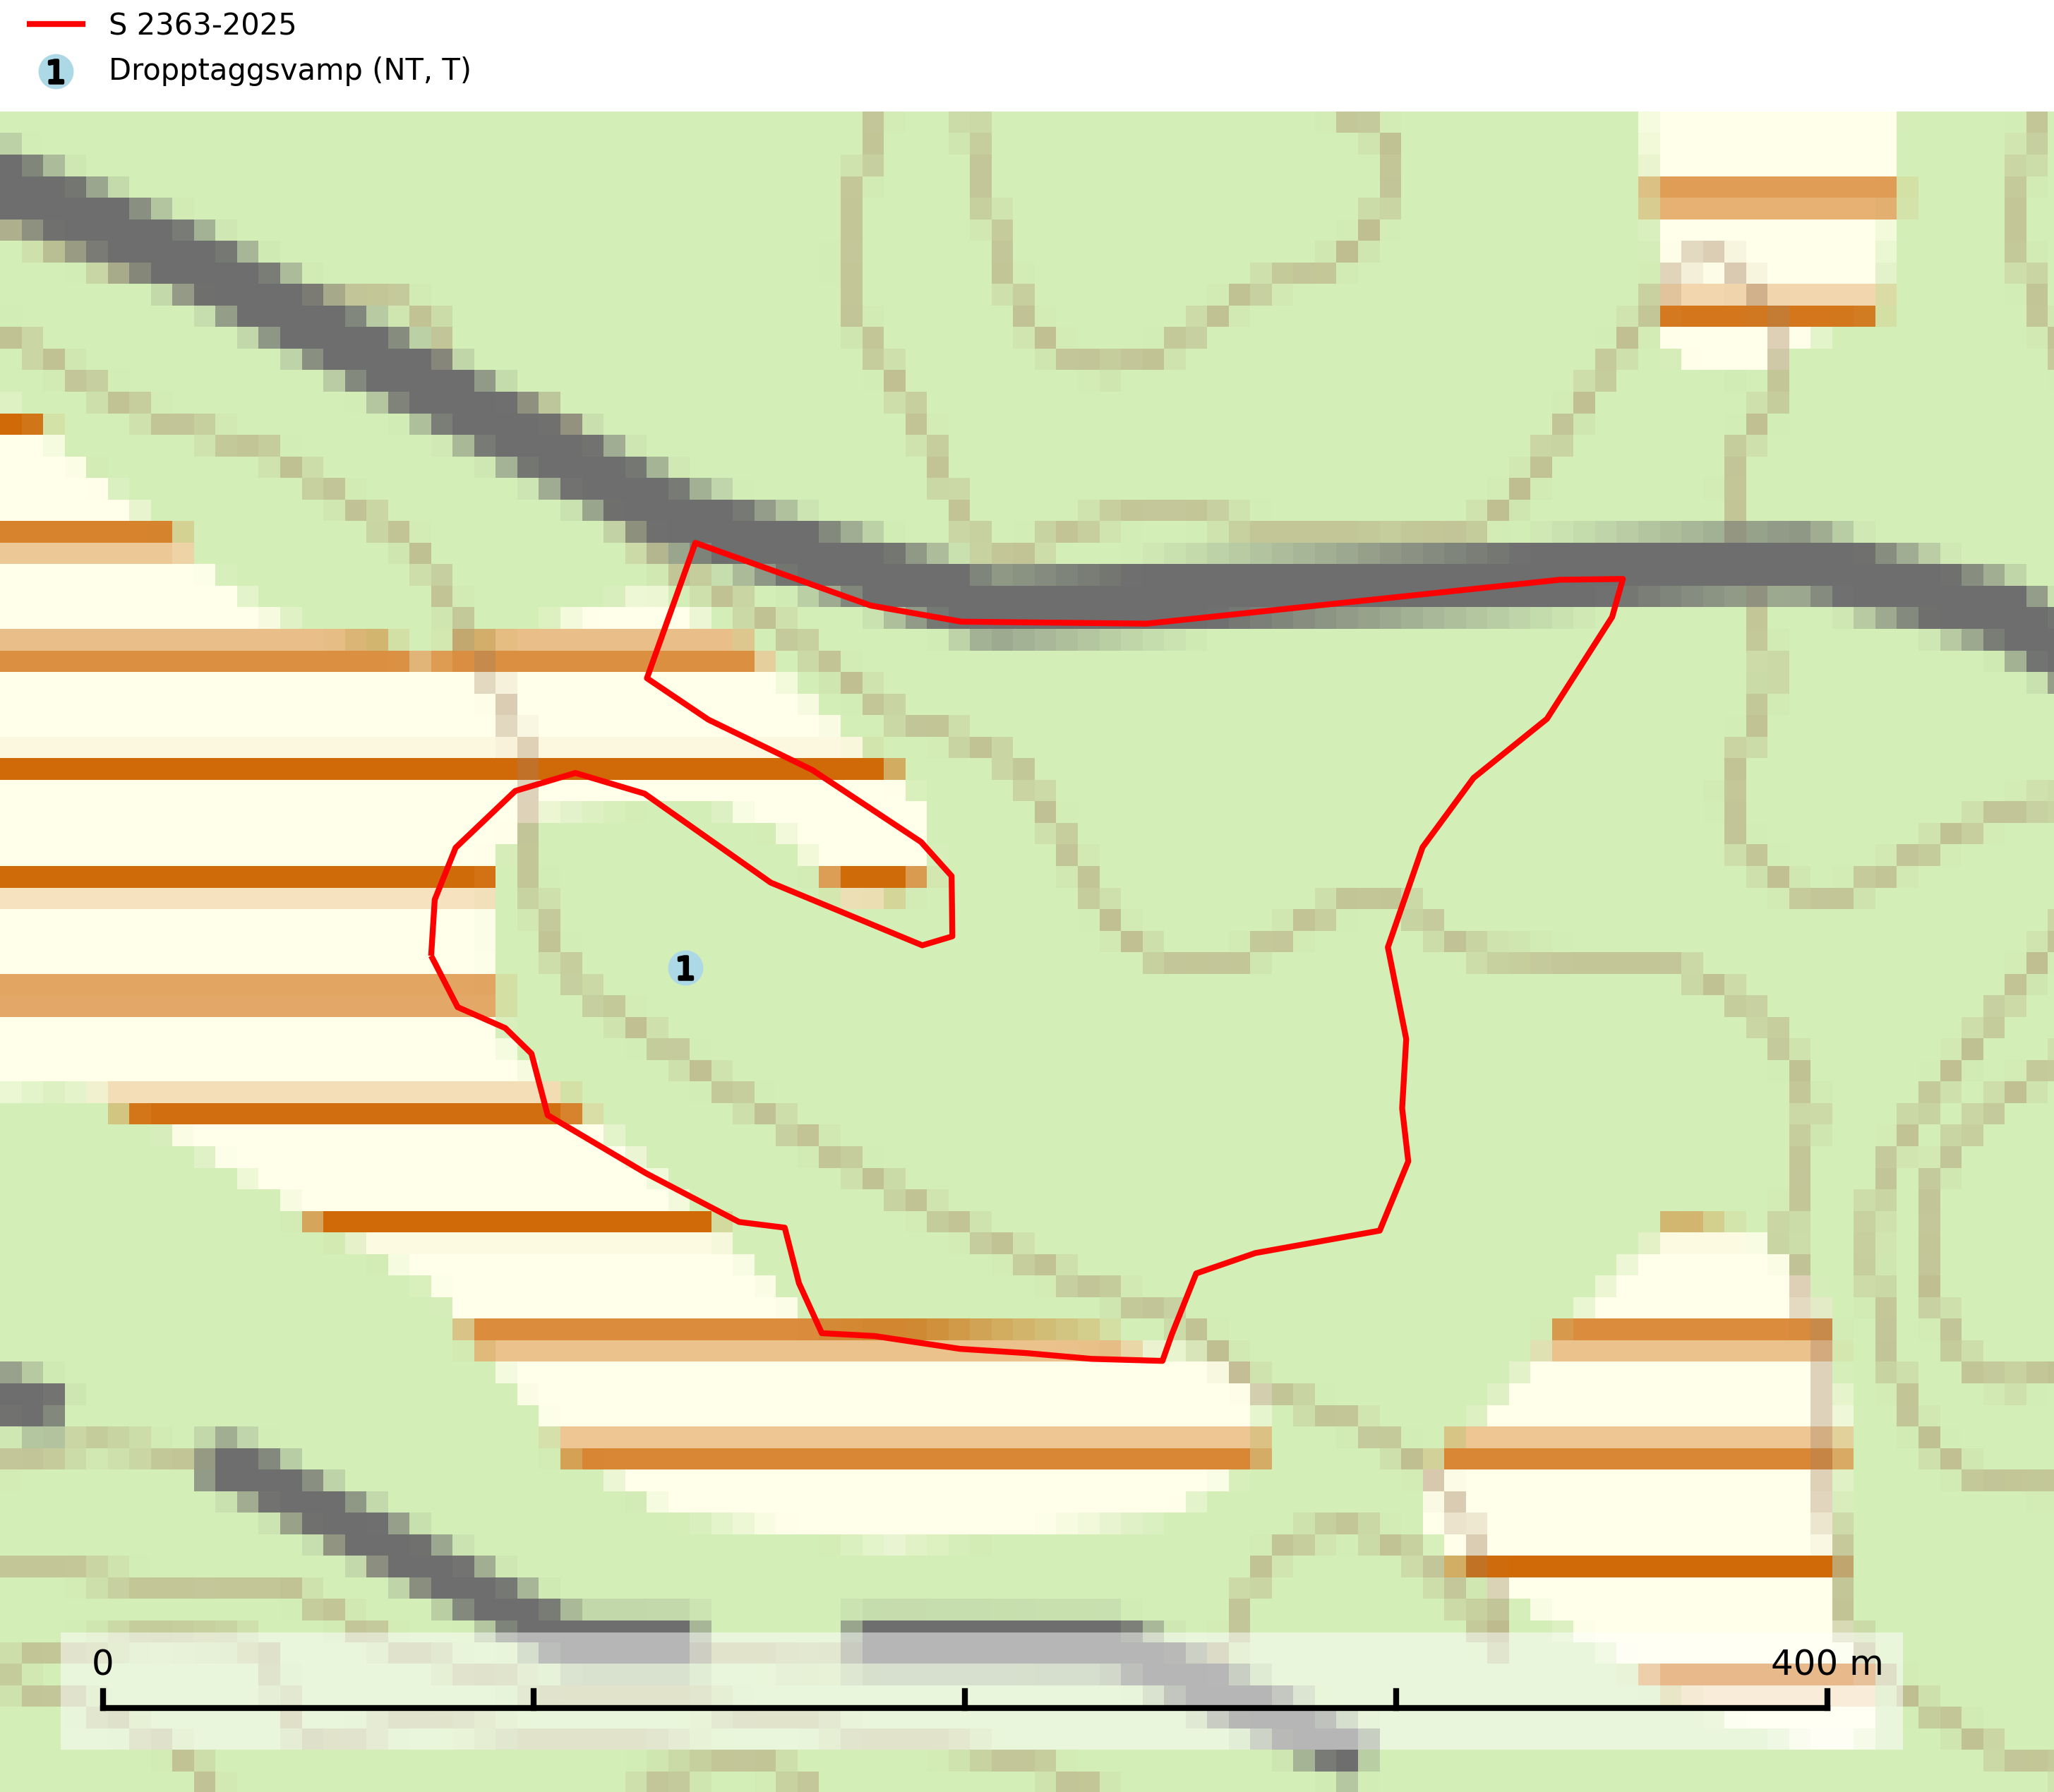 S 2363-2025
1 Dropptaggsvamp (NT, T)
1
0 400 m